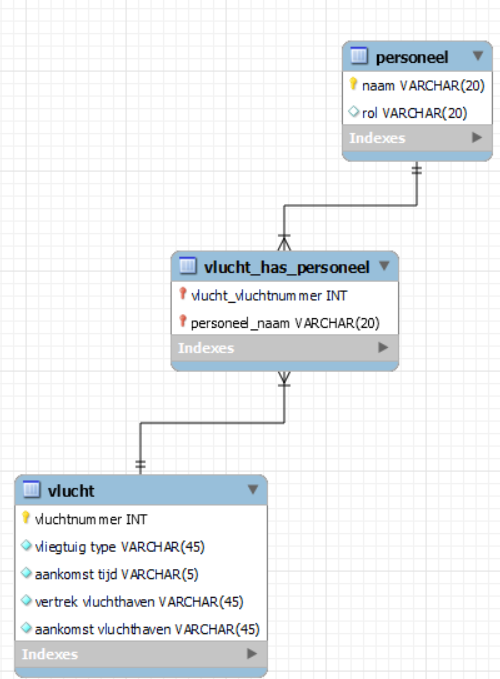 personeel
naam VARCHAR(20)
rol VARCHAR(20)
Indexes
vlucht_has_personeel
vlucht_vluchtnummer INT
personeel_naam VARCHAR(20)
Indexes
vlucht
vluchtnummer INT
vliegtuig type VARCHAR(45)
aankomst tijd VARCHAR(5)
vertrek vluchthaven VARCHAR(45)
aankomst vluchthaven VARCHAR(45)
Indexes